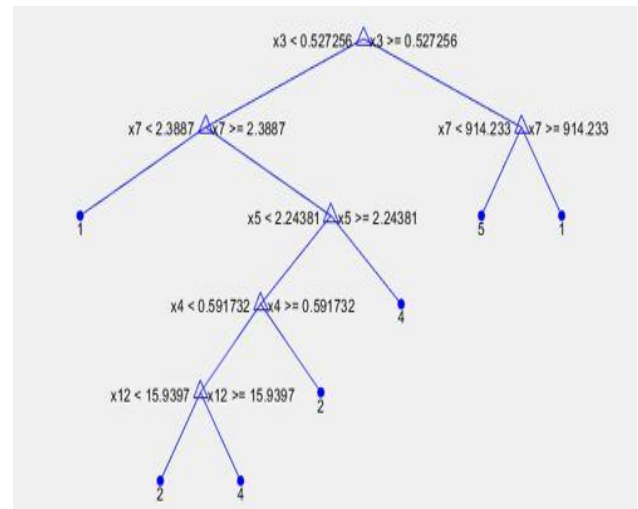 x3 < 0.527256 x3 >= 0.527256
x7 < 2.3887 x7 >= 2.3887
x7 < 914.233 x7 >= 914.233
1
x5 < 2.24381 x5 >= 2.24381
5
1
x4 < 0.591732 x4 >= 0.591732
4
x12 < 15.9397 x12 >= 15.9397
2
2
4